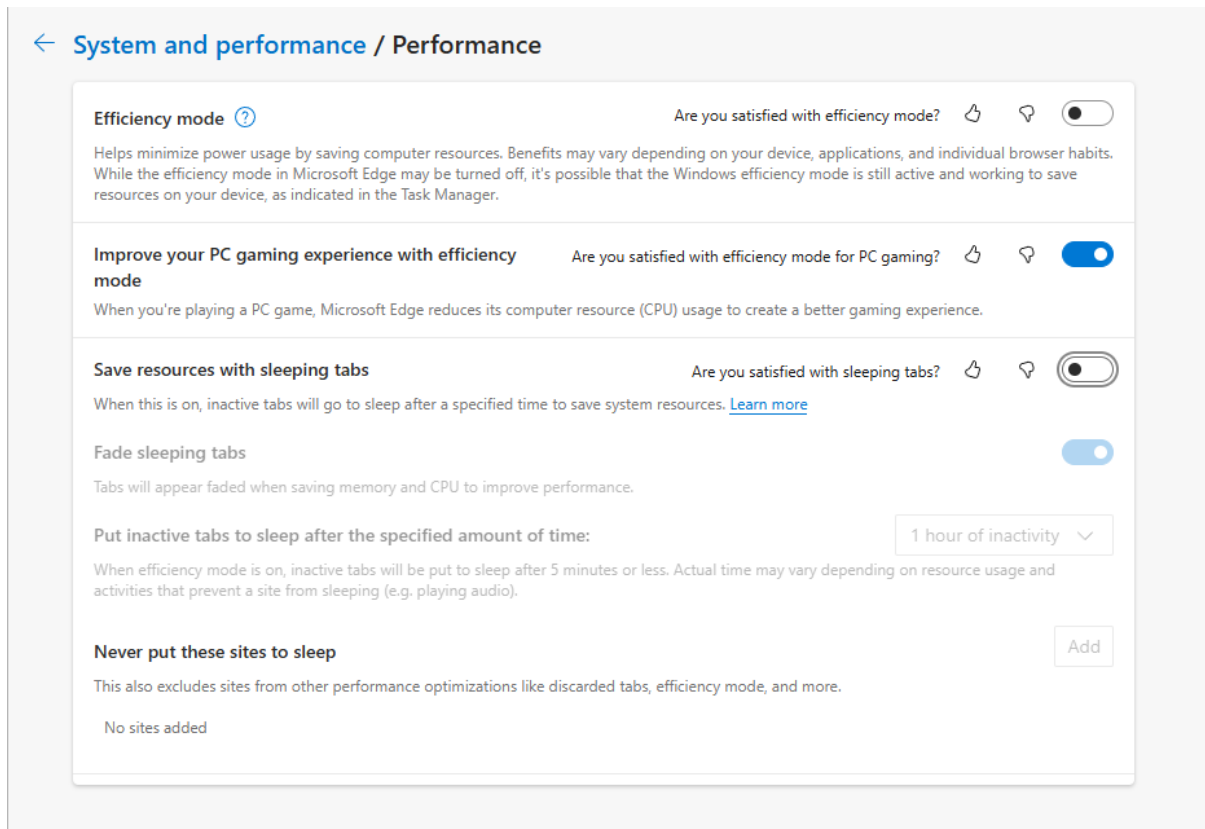 System and performance / Performance
Efficiency mode
Are you satisfied with efficiency mode?
Helps minimize power usage by saving computer resources. Benefits may vary depending on your device, applications, and individual browser habits.
While the efficiency mode in Microsoft Edge may be turned off, it's possible that the Windows efficiency mode is still active and working to save
resources on your device, as indicated in the Task Manager.
Improve your PC gaming experience with efficiency
mode
Are you satisfied with efficiency mode for PC gaming?
When you're playing a PC game, Microsoft Edge reduces its computer resource (CPU) usage to create a better gaming experience.
Save resources with sleeping tabs
Are you satisfied with sleeping tabs?
When this is on, inactive tabs will go to sleep after a specified time to save system resources. Learn more
Fade sleeping tabs
Tabs will appear faded when saving memory and CPU to improve performance.
Put inactive tabs to sleep after the specified amount of time:
1 hour of inactivity
When efficiency mode is on, inactive tabs will be put to sleep after 5 minutes or less. Actual time may vary depending on resource usage and
activities that prevent a site from sleeping (e.g. playing audio).
Never put these sites to sleep
Add
This also excludes sites from other performance optimizations like discarded tabs, efficiency mode, and more.
No sites added